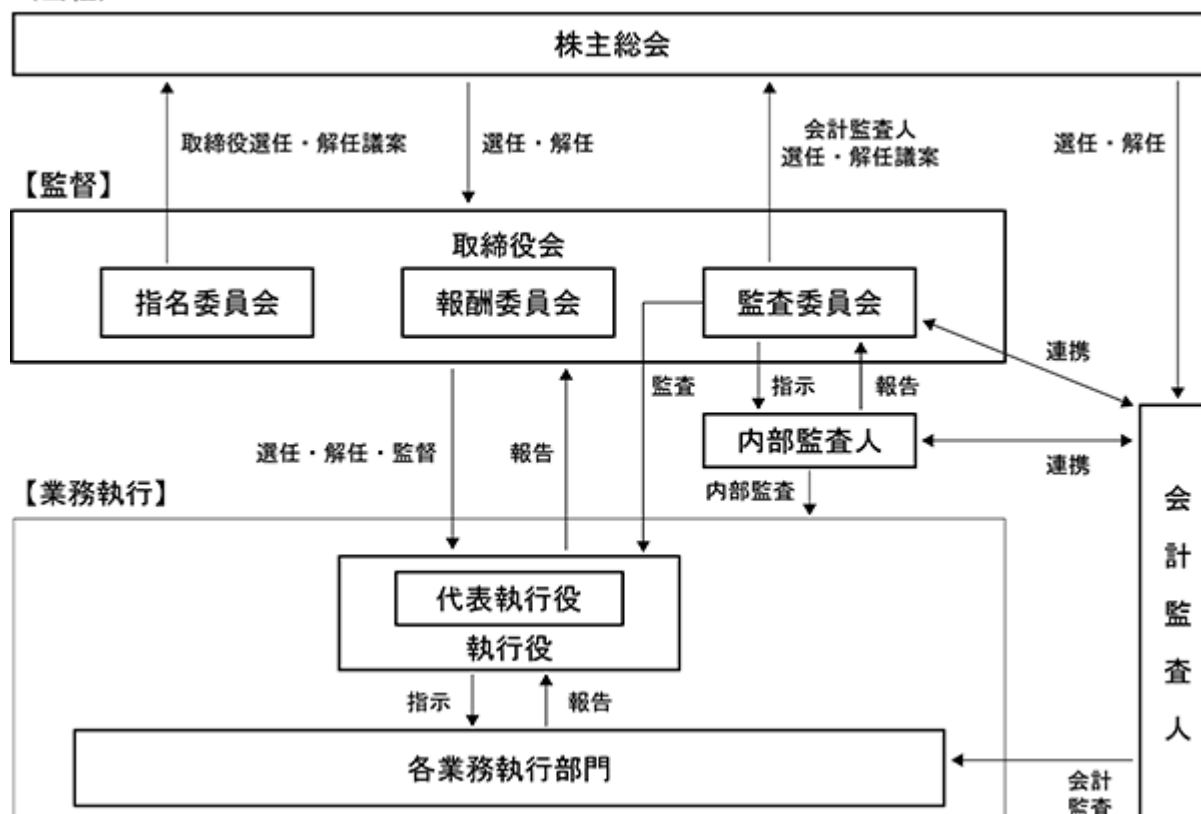 株主総会
取締役選任・解任議案
選任・解任
会計監査人
選任・解任議案
選任・解任
【監督】
取締役会
指名委員会
報酬委員会
監査委員会
連携
監査
指示
報告
内部監査人
選任・解任・監督
報告
連携
内部監査
【業務執行】
代表執行役
執行役
指示
報告
各業務執行部門
会計監査人
会計
監査